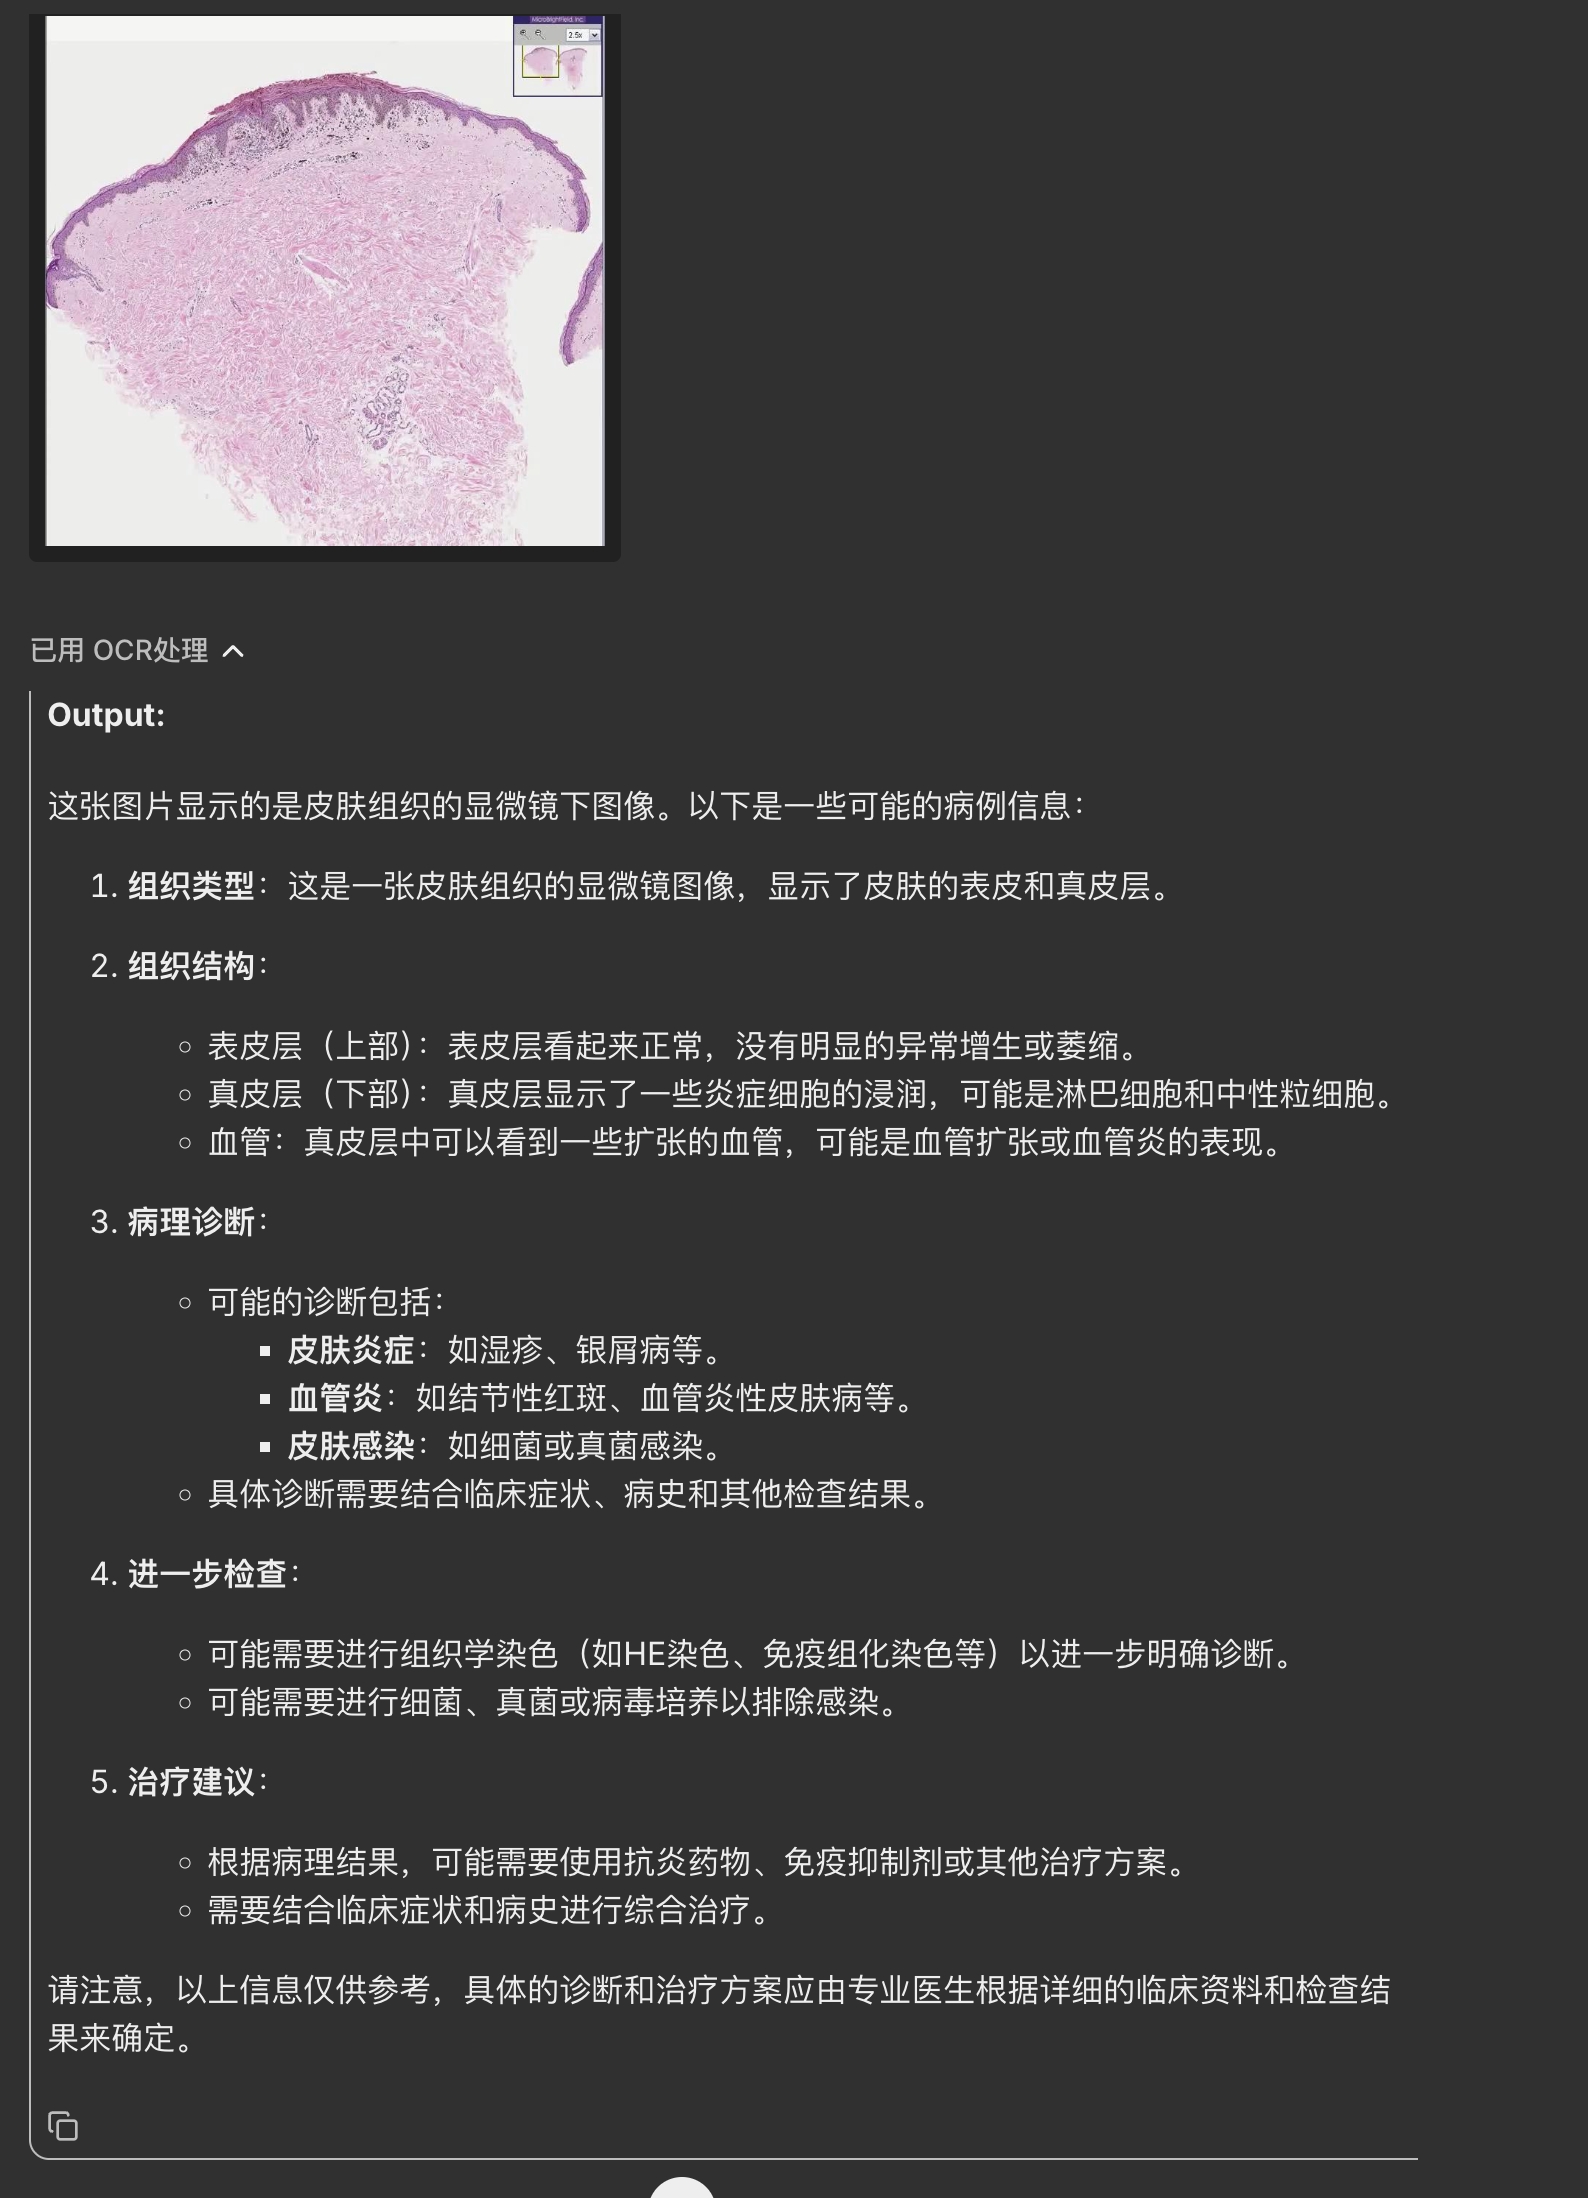 MicroBrightField, Inc.
2.5x
已用 OCR处理
Output:
这张图片显示的是皮肤组织的显微镜下图像。以下是一些可能的病例信息：
1. 组织类型：这是一张皮肤组织的显微镜图像，显示了皮肤的表皮和真皮层。
2. 组织结构：
○ 表皮层（上部）：表皮层看起来正常，没有明显的异常增生或萎缩。
○ 真皮层（下部）：真皮层显示了一些炎症细胞的浸润，可能是淋巴细胞和中性粒细胞。
○ 血管：真皮层中可以看到一些扩张的血管，可能是血管扩张或血管炎的表现。
3. 病理诊断：
○ 可能的诊断包括：
▪ 皮肤炎症：如湿疹、银屑病等。
▪ 血管炎：如结节性红斑、血管炎性皮肤病等。
▪ 皮肤感染：如细菌或真菌感染。
○ 具体诊断需要结合临床症状、病史和其他检查结果。
4. 进一步检查：
○ 可能需要进行组织学染色（如HE染色、免疫组化染色等）以进一步明确诊断。
○ 可能需要进行细菌、真菌或病毒培养以排除感染。
5. 治疗建议：
○ 根据病理结果，可能需要使用抗炎药物、免疫抑制剂或其他治疗方案。
○ 需要结合临床症状和病史进行综合治疗。
请注意，以上信息仅供参考，具体的诊断和治疗方案应由专业医生根据详细的临床资料和检查结
果来确定。